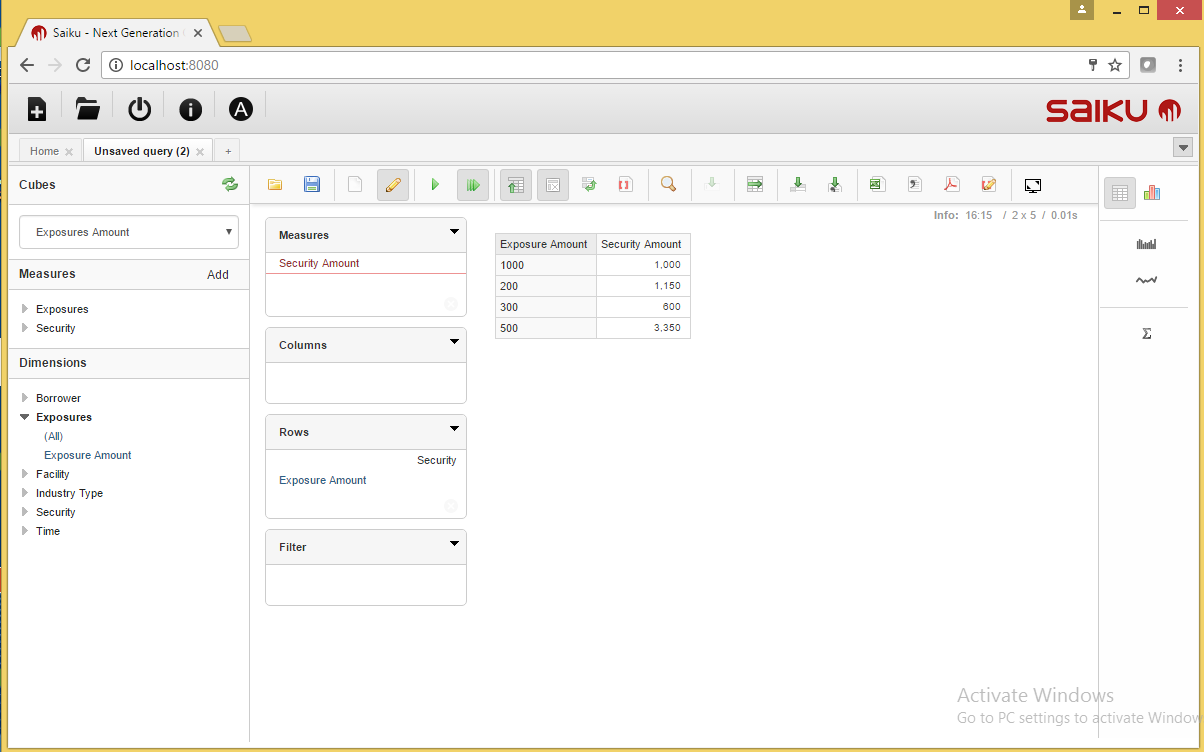 Saiku - Next Generation
localhost:8080
saiku
Home
Unsaved query (2)
+
Cubes
Exposures Amount
Measures Add
Exposures
Security
Dimensions
Borrower
Exposures
(All)
Exposure Amount
Facility
Industry Type
Security
Time
Info: 16:15 / 2 x 5 / 0.01s
Measures
Security Amount
Columns
Rows
Security
Exposure Amount
Filter
Exposure Amount Security Amount
1000 1,000
200 1,150
300 600
500 3,350
Σ
Activate Windows
Go to PC settings to activate Window